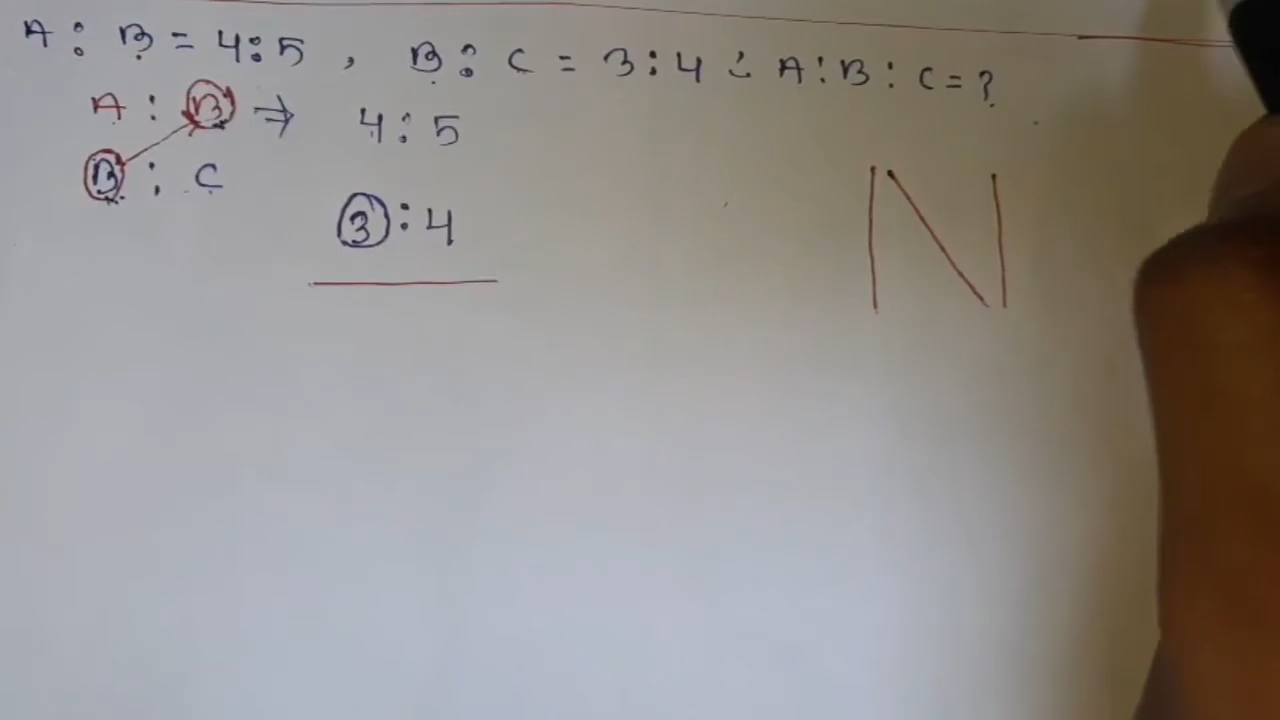 A : B = 4:5 , B : C = 3:4 ∴ A:B : C = ?
A : B ⇒ 4:5
B : C
3 : 4
N